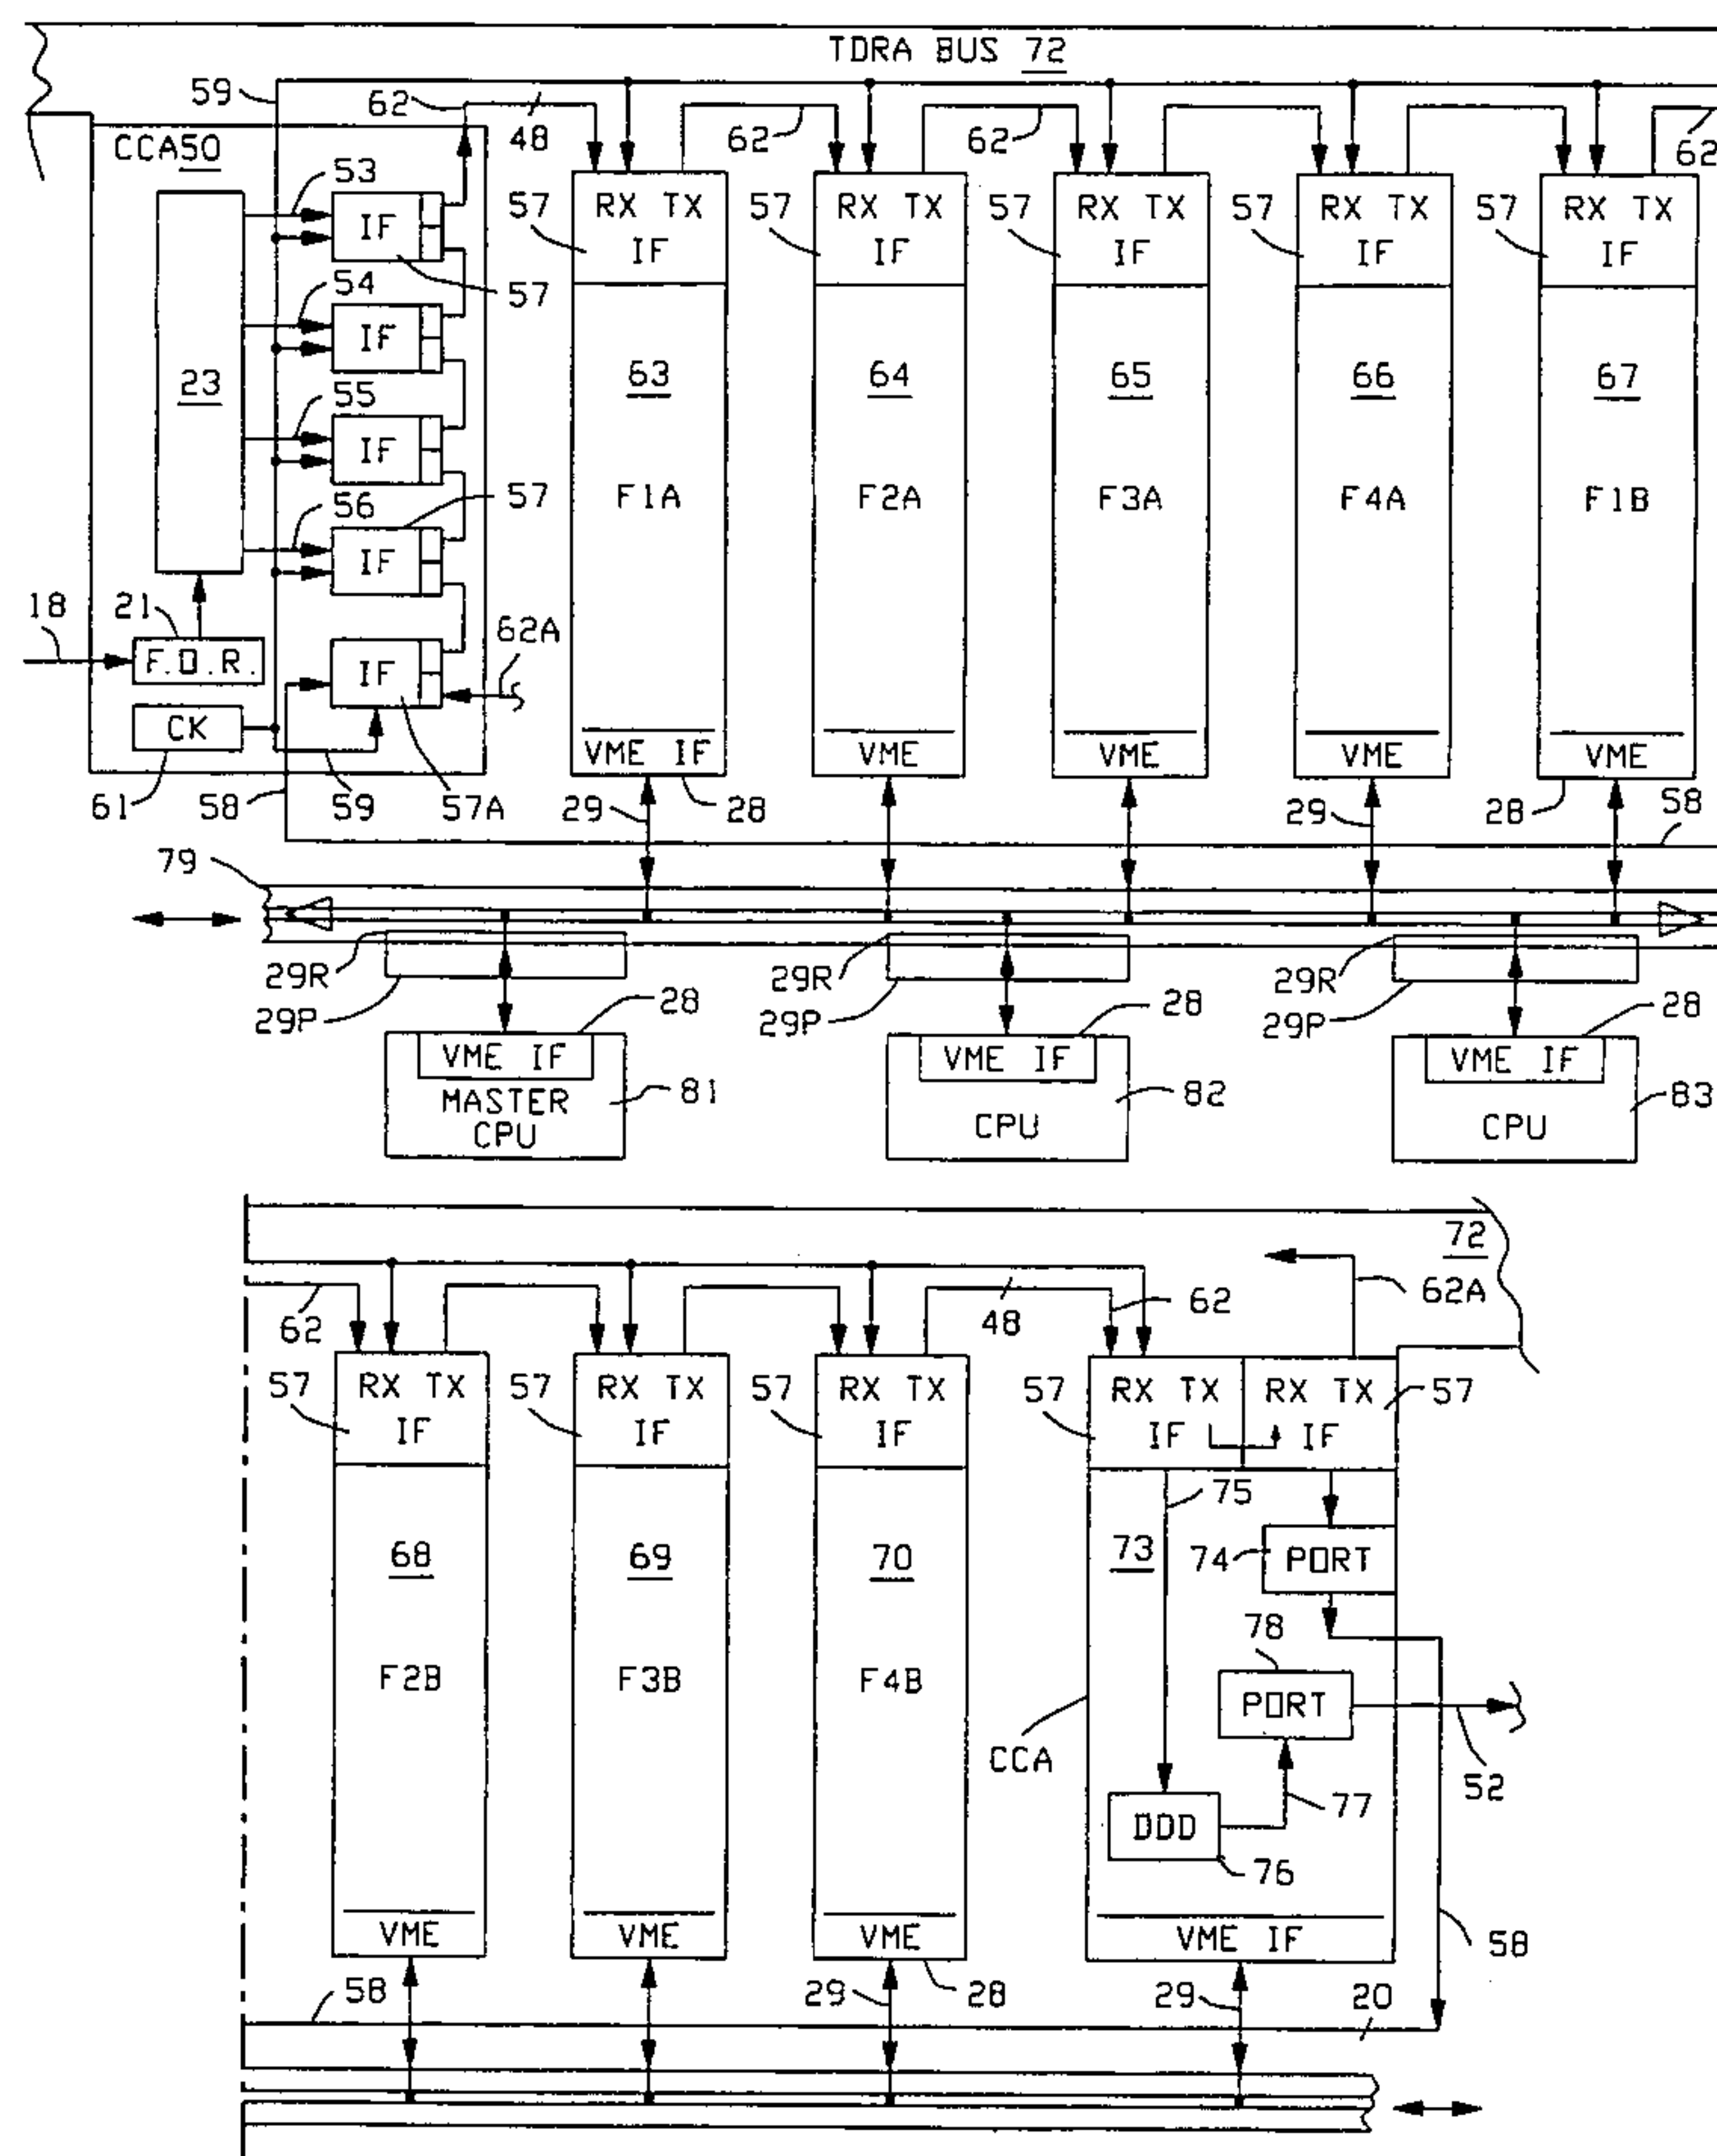 TDRA BUS 72
59
62
48
62
62
62
CCA50
53
57 RX TX
57 RX TX
57 RX TX
57 RX TX
57 RX TX
IF
IF
IF
IF
IF
IF
57
54
IF
23
63
64
65
66
67
55
IF
56
57
F1A
F2A
F3A
F4A
F1B
IF
18
21
62A
F.O.R.
IF
CK
VME IF
VME
VME
VME
VME
61
58
59
57A
29
28
29
28
58
79
29R
29R
29R
29P
28
29P
28
29P
28
VME IF
VME IF
VME IF
MASTER
CPU
81
CPU
82
CPU
83
72
62
48
62
62A
57 RX TX
57 RX TX
57 RX TX
57 RX TX
RX TX 57
IF
IF
IF
IF
IF
75
68
69
70
73
74
PORT
78
F2B
F3B
F4B
PORT
CCA
52
77
DDD
76
VME
VME
VME
VME IF
58
58
29
28
29
20